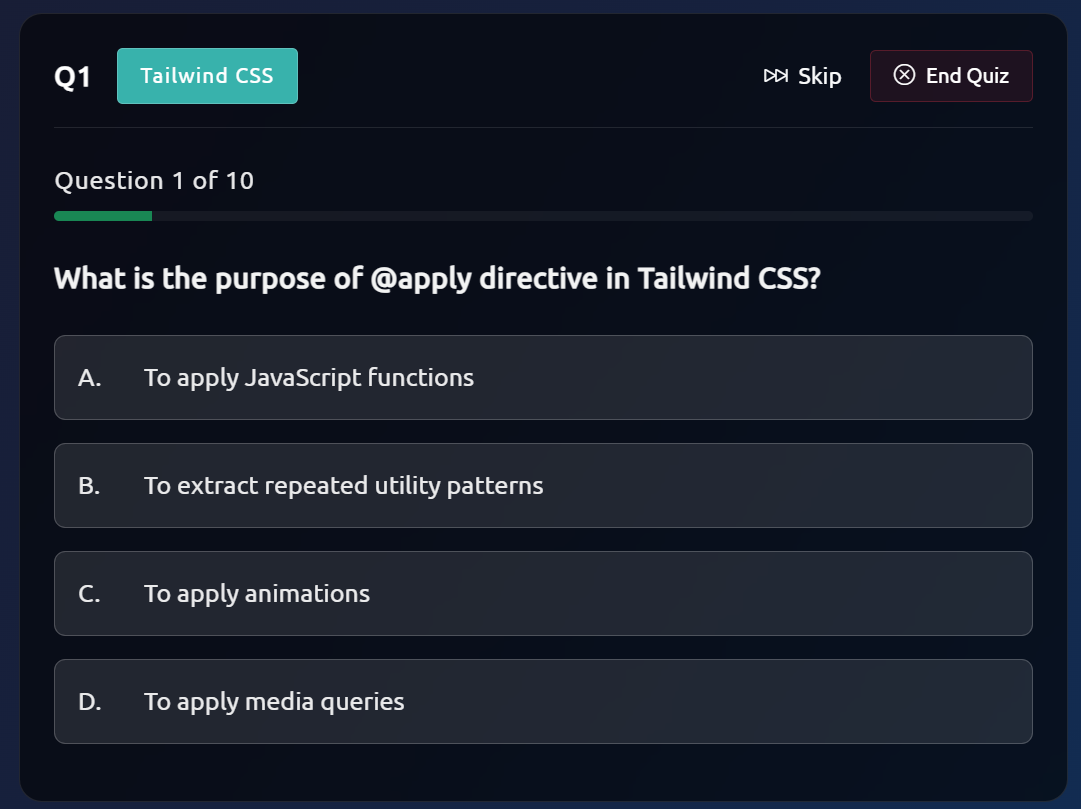 Q1 Tailwind CSS Skip End Quiz
Question 1 of 10
What is the purpose of @apply directive in Tailwind CSS?
A. To apply JavaScript functions
B. To extract repeated utility patterns
C. To apply animations
D. To apply media queries